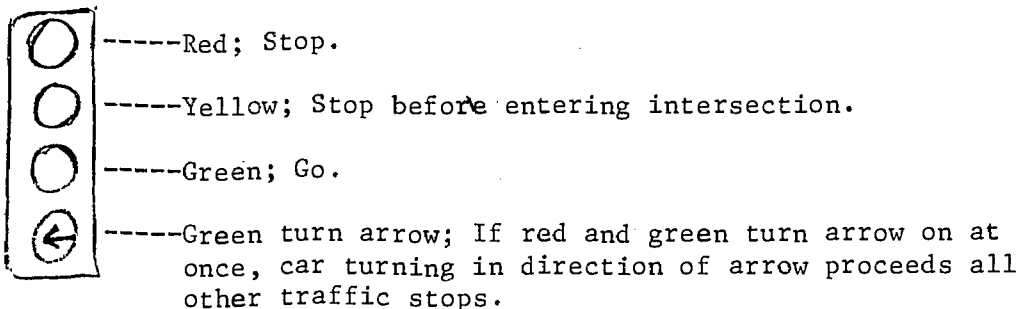 -----Red; Stop.
-----Yellow; Stop before entering intersection.
-----Green; Go.
-----Green turn arrow; If red and green turn arrow on at
once, car turning in direction of arrow proceeds all
other traffic stops.